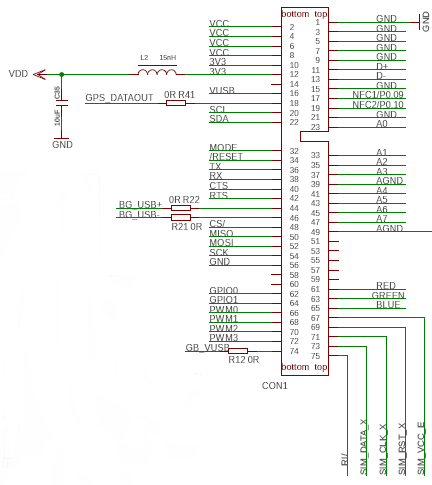 bottom top
GND
VCC 2 1 GND
VCC 4 3 GND
VCC 6 5 GND
VCC 8 7 GND
3V3 10 9 GND
L2 15nH
VDD 3V3 12 11 D+
14 13 D-
VUSB 16 15 GND
C35
10uF
GND
GPS_DATAOUT 0R R41 18 17 NFC1/P0.09
SCL 20 19 NFC2/P0.10
SDA 22 21 GND
23 A0
MODE 32
/RESET 34 33 A1
TX 36 35 A2
RX 38 37 A3
CTS 40 39 AGND
RTS 42 41 A4
BG_USB+ 0R R22 44 43 A5
BG_USB- R21 0R 46 45 A6
CS/ 48 47 A7
MISO 50 49 AGND
MOSI 52 51
SCK 54 53
GND 56 55
58 57
60 59
GPIO0 62 61 RED
GPIO1 64 63 GREEN
PWM0 66 65 BLUE
PWM1 68 67
PWM2 70 69
PWM3 72 71
GB_VUSB R12 0R 74 73
75
bottom top
CON1
RI/
SIM_DATA_X
SIM_CLK_X
SIM_RST_X
SIM_VCC_E